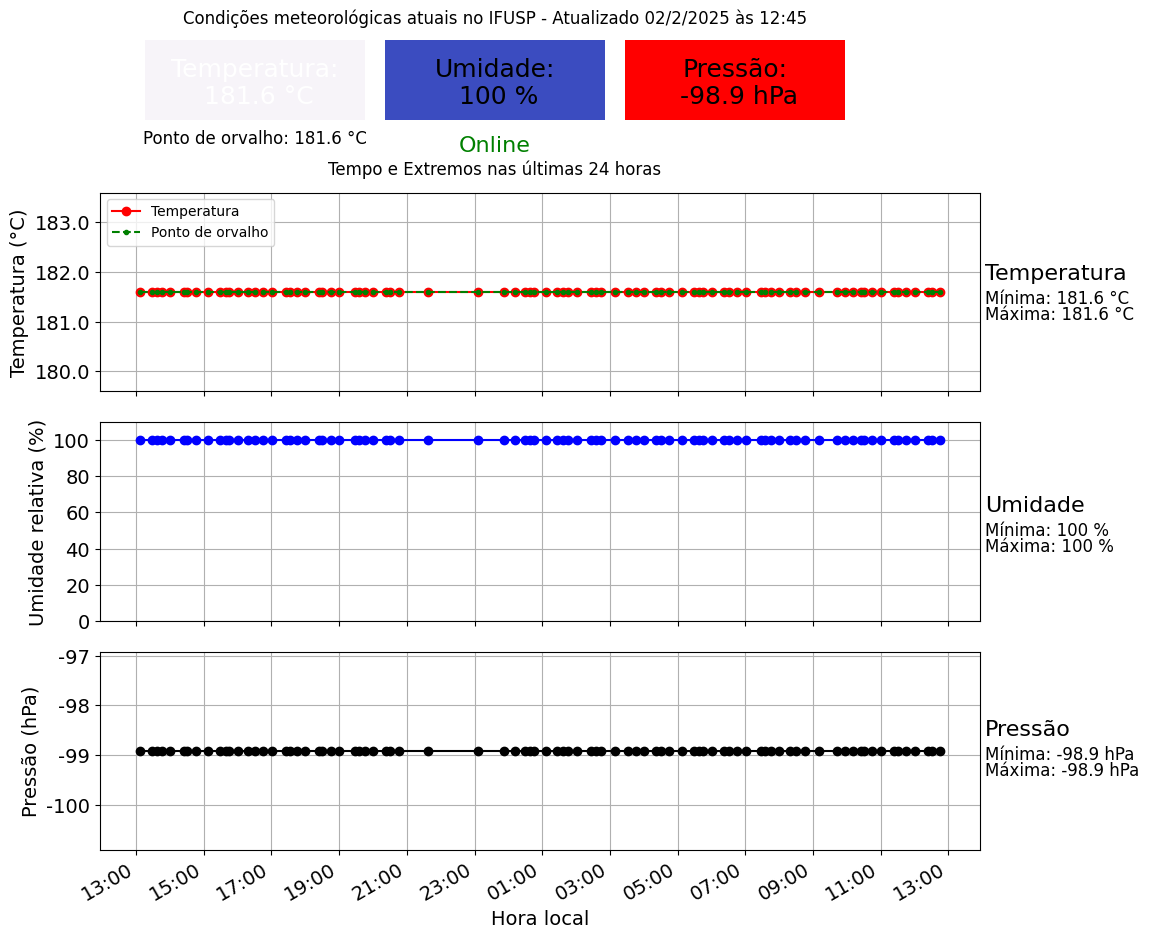 Condições meteorológicas atuais no IFUSP - Atualizado 02/2/2025 às 12:45
Temperatura:
181.6 °C
Umidade:
100 %
Pressão:
-98.9 hPa
Ponto de orvalho: 181.6 °C
Online
Tempo e Extremos nas últimas 24 horas
Temperatura (°C)
183.0
182.0
181.0
180.0
Temperatura
Ponto de orvalho
Temperatura
Mínima: 181.6 °C
Máxima: 181.6 °C
Umidade relativa (%)
100
80
60
40
20
0
Umidade
Mínima: 100 %
Máxima: 100 %
Pressão (hPa)
-97
-98
-99
-100
Pressão
Mínima: -98.9 hPa
Máxima: -98.9 hPa
13:00 15:00 17:00 19:00 21:00 23:00 01:00 03:00 05:00 07:00 09:00 11:00 13:00
Hora local